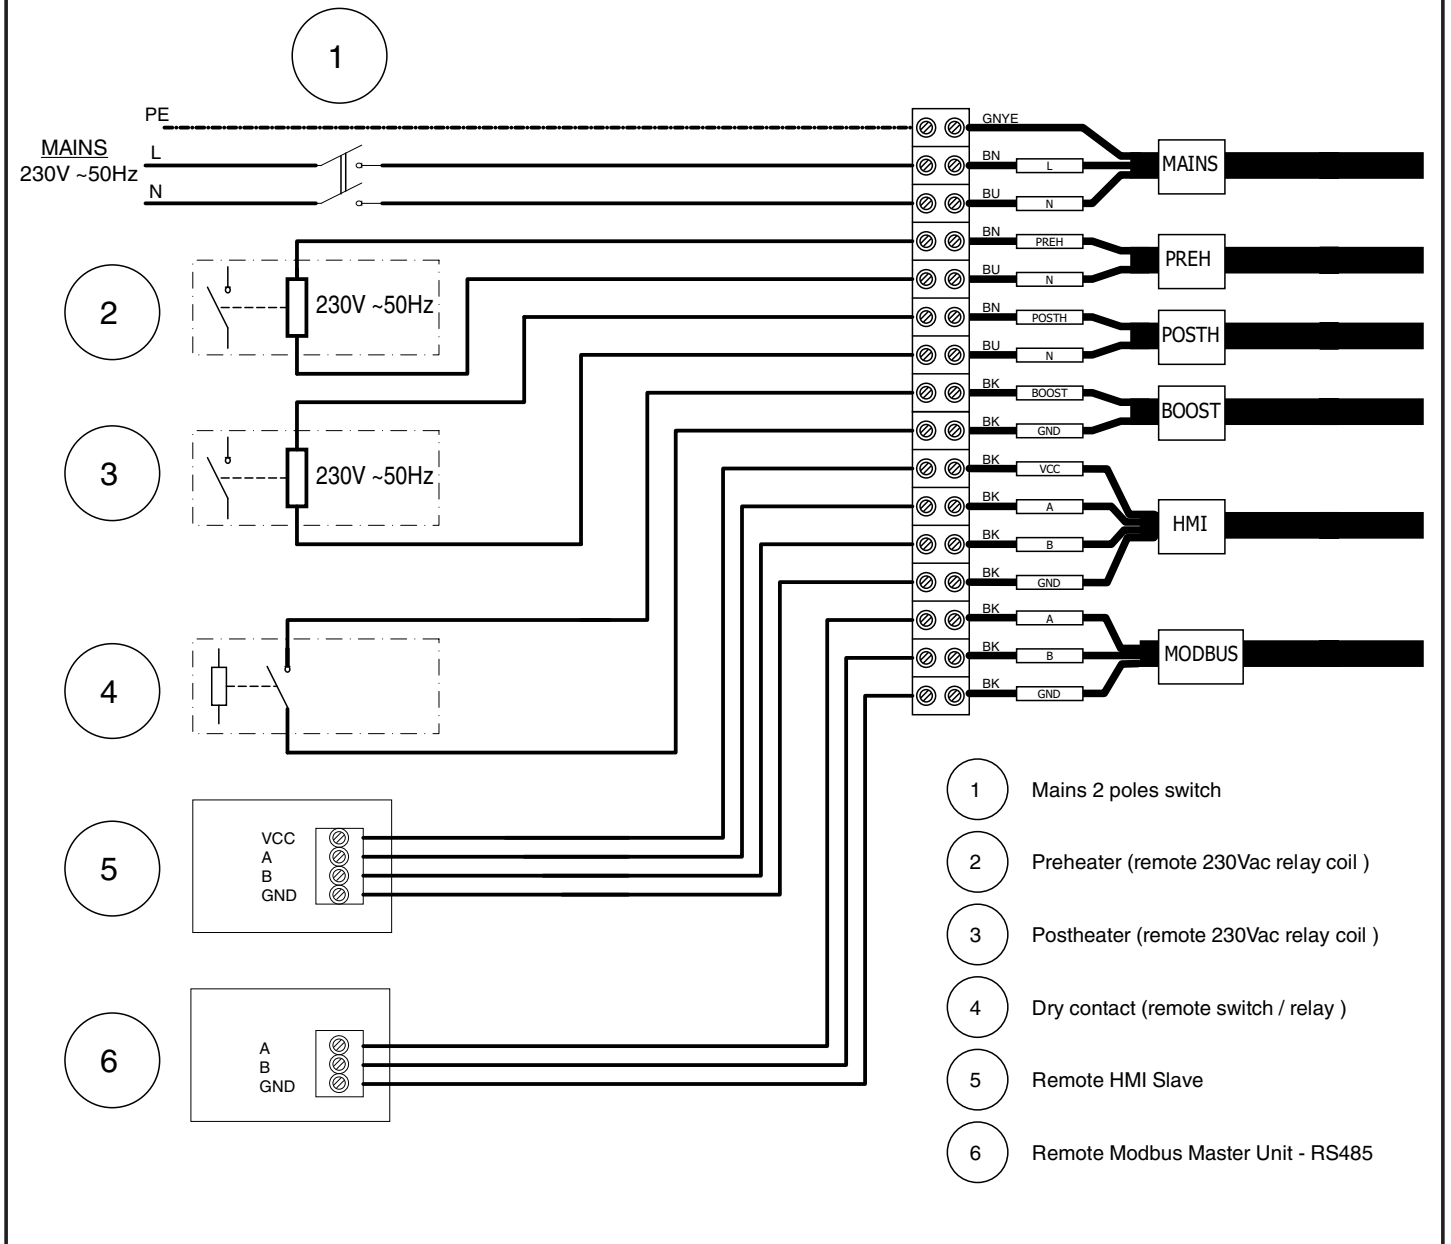 1
PE
MAINS
L
230V ~50Hz
N
GNYE
BN
L
BU
N
MAINS
BN
PREH
BU
N
PREH
BN
POSTH
BU
N
POSTH
BK
BOOST
BK
GND
BOOST
BK
VCC
BK
A
BK
B
BK
GND
HMI
BK
A
BK
B
BK
GND
MODBUS
2
230V ~50Hz
3
230V ~50Hz
4
5
VCC
A
B
GND
6
A
B
GND
1 Mains 2 poles switch
2 Preheater (remote 230Vac relay coil )
3 Postheater (remote 230Vac relay coil )
4 Dry contact (remote switch / relay )
5 Remote HMI Slave
6 Remote Modbus Master Unit - RS485